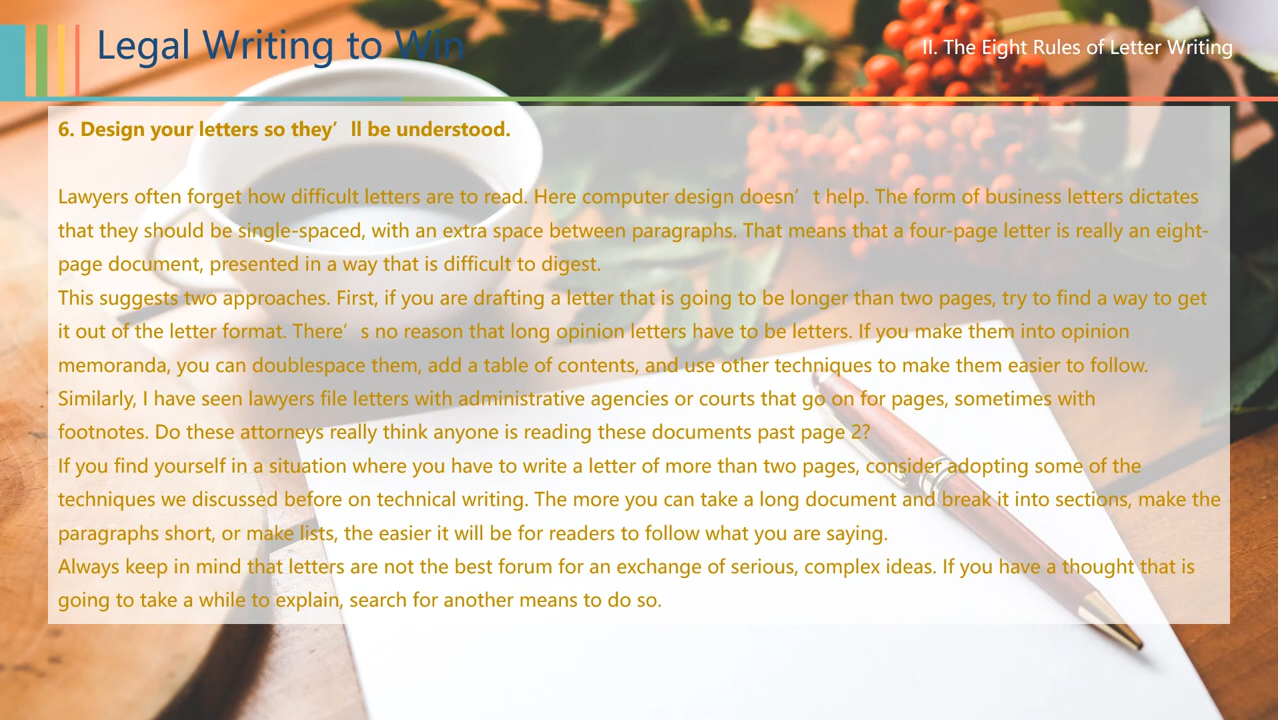 Legal Writing to Win
II. The Eight Rules of Letter Writing
6. Design your letters so they’ll be understood.
Lawyers often forget how difficult letters are to read. Here computer design doesn’t help. The form of business letters dictates
that they should be single-spaced, with an extra space between paragraphs. That means that a four-page letter is really an eight-
page document, presented in a way that is difficult to digest.
This suggests two approaches. First, if you are drafting a letter that is going to be longer than two pages, try to find a way to get
it out of the letter format. There’s no reason that long opinion letters have to be letters. If you make them into opinion
memoranda, you can doublespace them, add a table of contents, and use other techniques to make them easier to follow.
Similarly, I have seen lawyers file letters with administrative agencies or courts that go on for pages, sometimes with
footnotes. Do these attorneys really think anyone is reading these documents past page 2?
If you find yourself in a situation where you have to write a letter of more than two pages, consider adopting some of the
techniques we discussed before on technical writing. The more you can take a long document and break it into sections, make the
paragraphs short, or make lists, the easier it will be for readers to follow what you are saying.
Always keep in mind that letters are not the best forum for an exchange of serious, complex ideas. If you have a thought that is
going to take a while to explain, search for another means to do so.